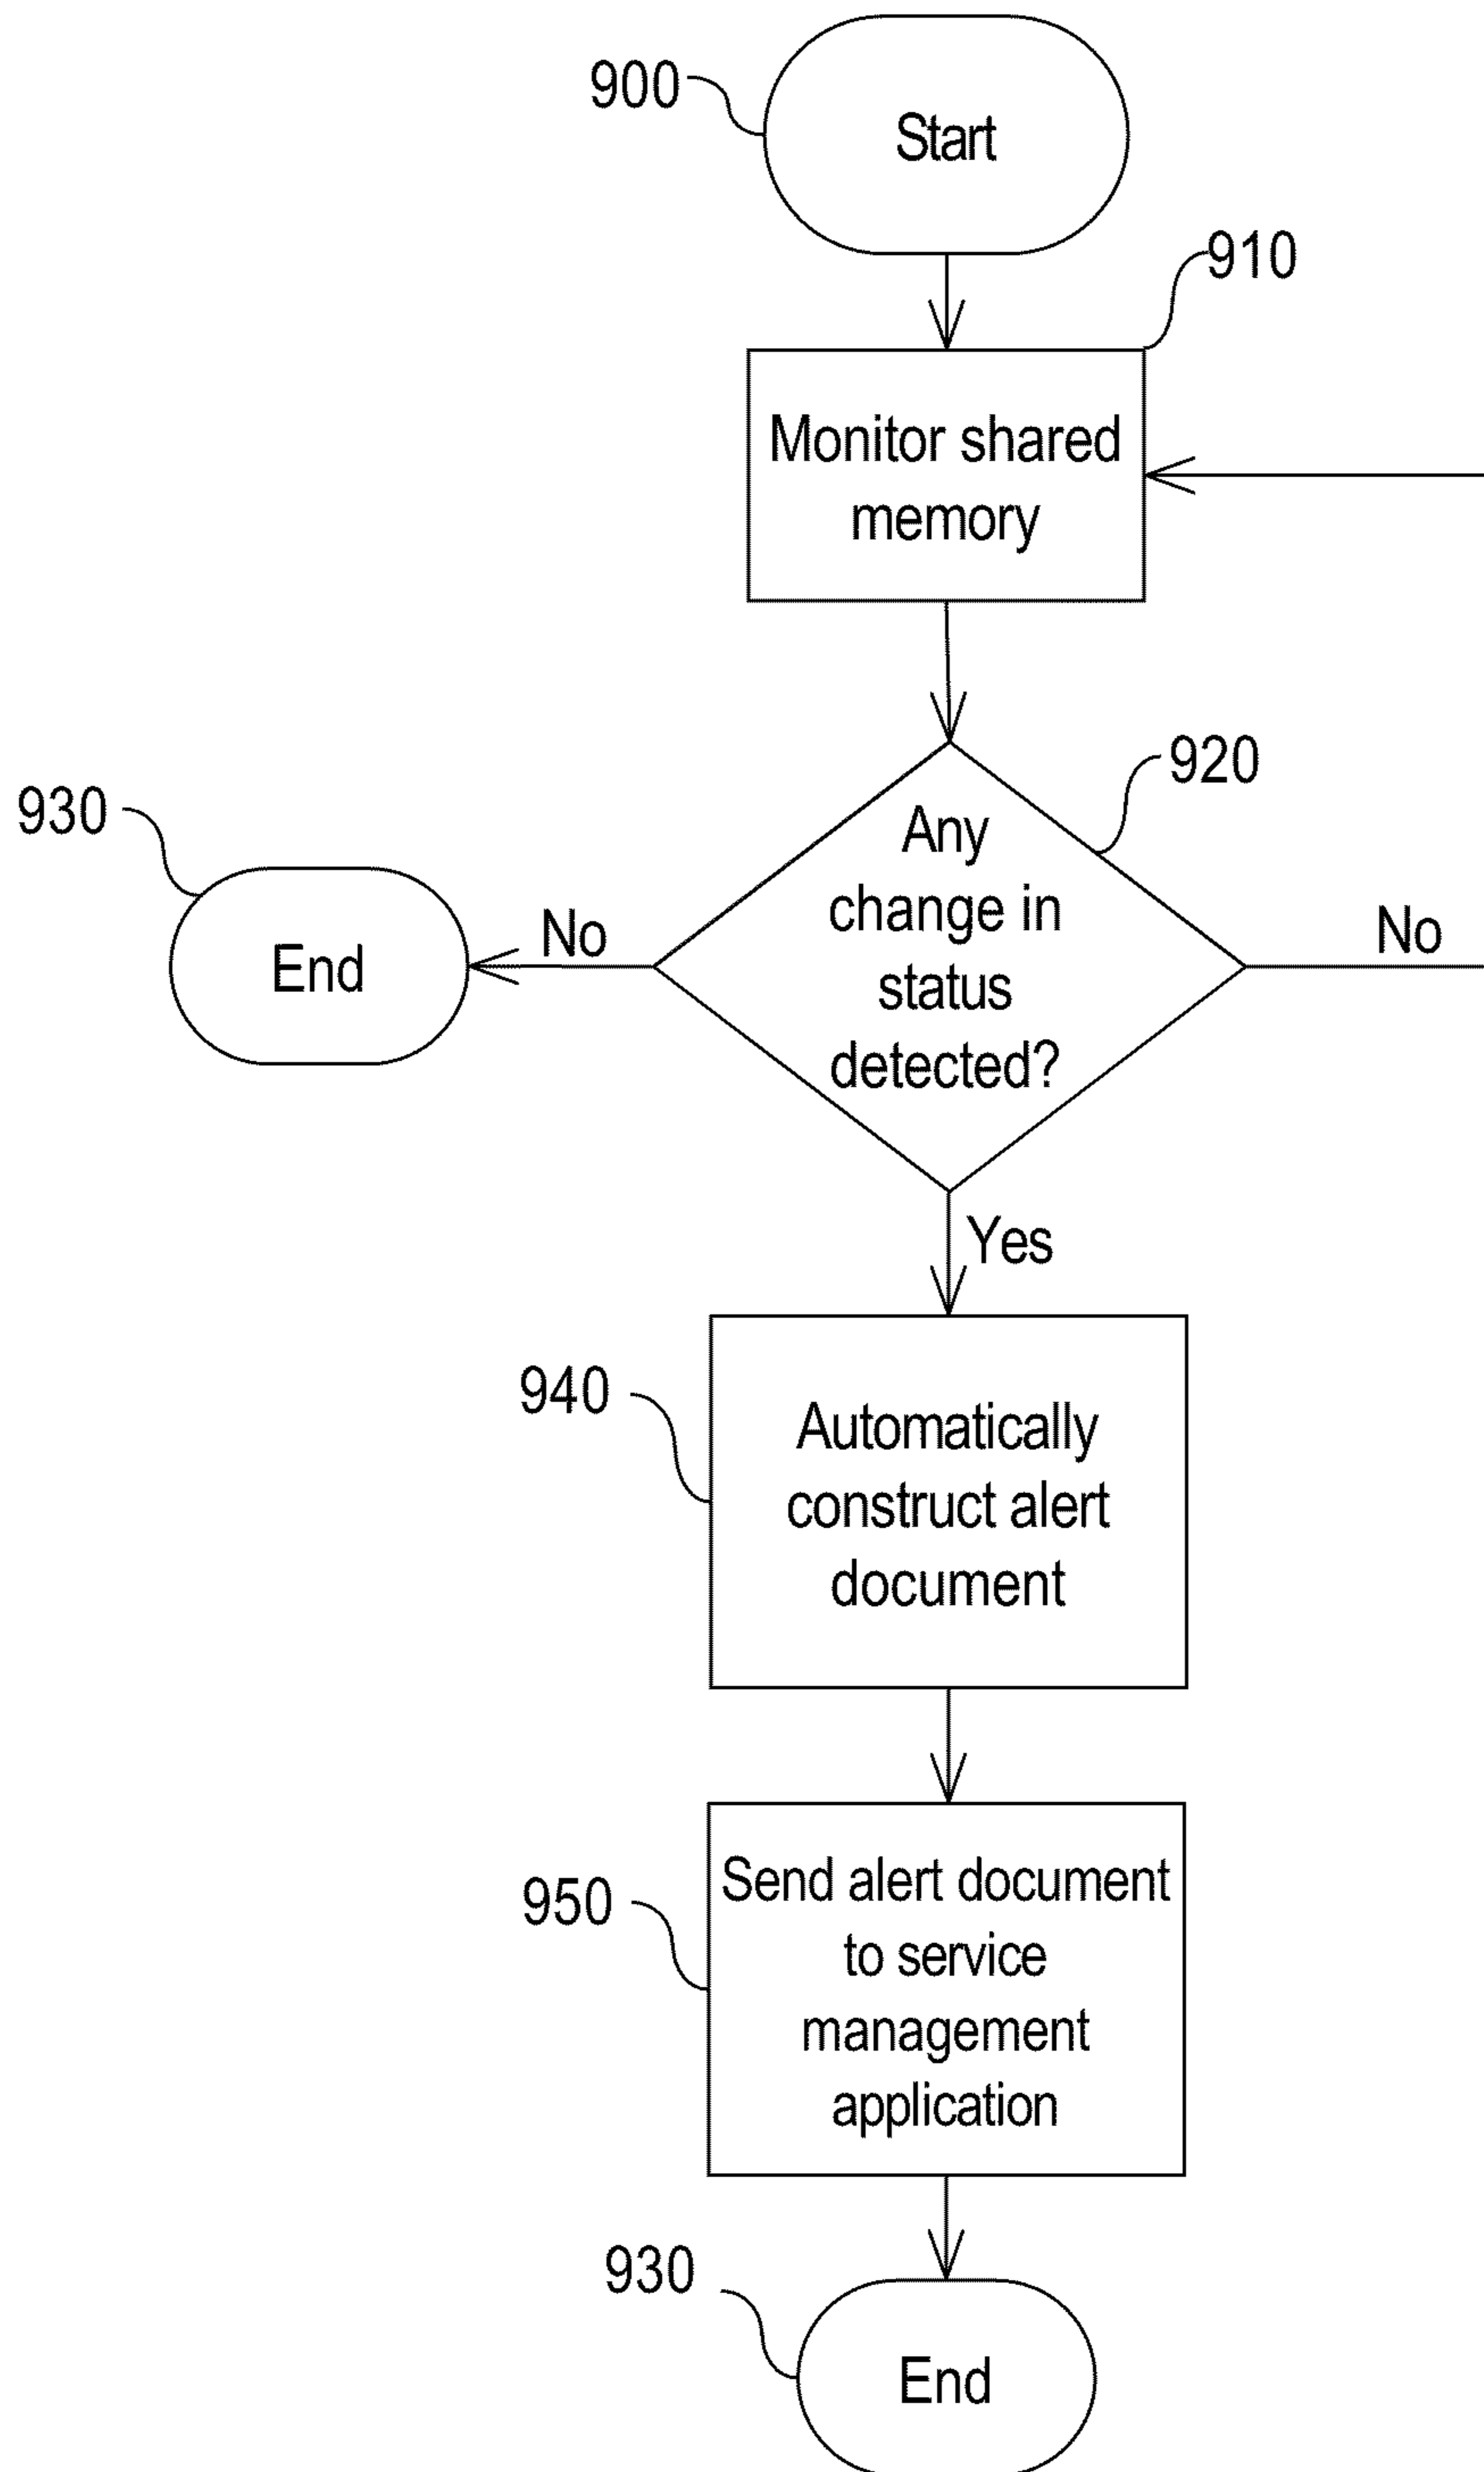 900
Start
910
Monitor shared
memory
920
930
Any
change in
status
detected?
No
End
No
Yes
940
Automatically
construct alert
document
950
Send alert document
to service
management
application
930
End